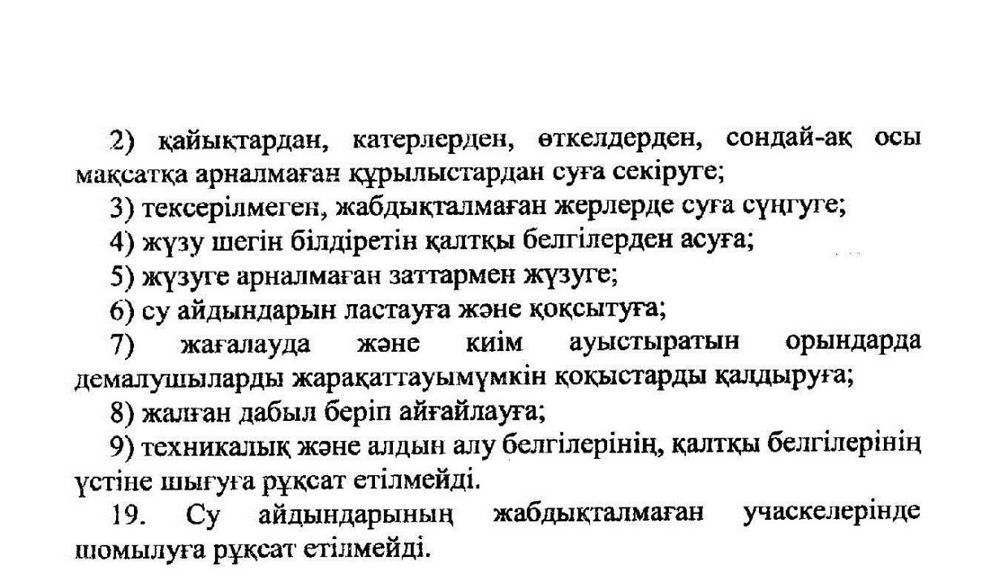 2) қайықтардан, катерлерден, өткелдерден, сондай-ақ осы
мақсатқа арналмаған құрылыстардан суға секіруге;
3) тексерілмеген, жабдықталмаған жерлерде суға сүңгуге;
4) жүзу шегін білдіретін қалтқы белгілерден асуға;
5) жүзуге арналмаған заттармен жүзуге;
6) су айдындарын ластауға және қоқсытуға;
7) жағалауда және киім ауыстыратын орындарда
демалушыларды жарақаттауымүмкін қоқыстарды қалдыруға;
8) жалған дабыл беріп айғайлауға;
9) техникалық және алдын алу белгілерінің, қалтқы белгілерінің
үстіне шығуға рұқсат етілмейді.
19. Су айдындарының жабдықталмаған учаскелерінде
шомылуға рұқсат етілмейді.